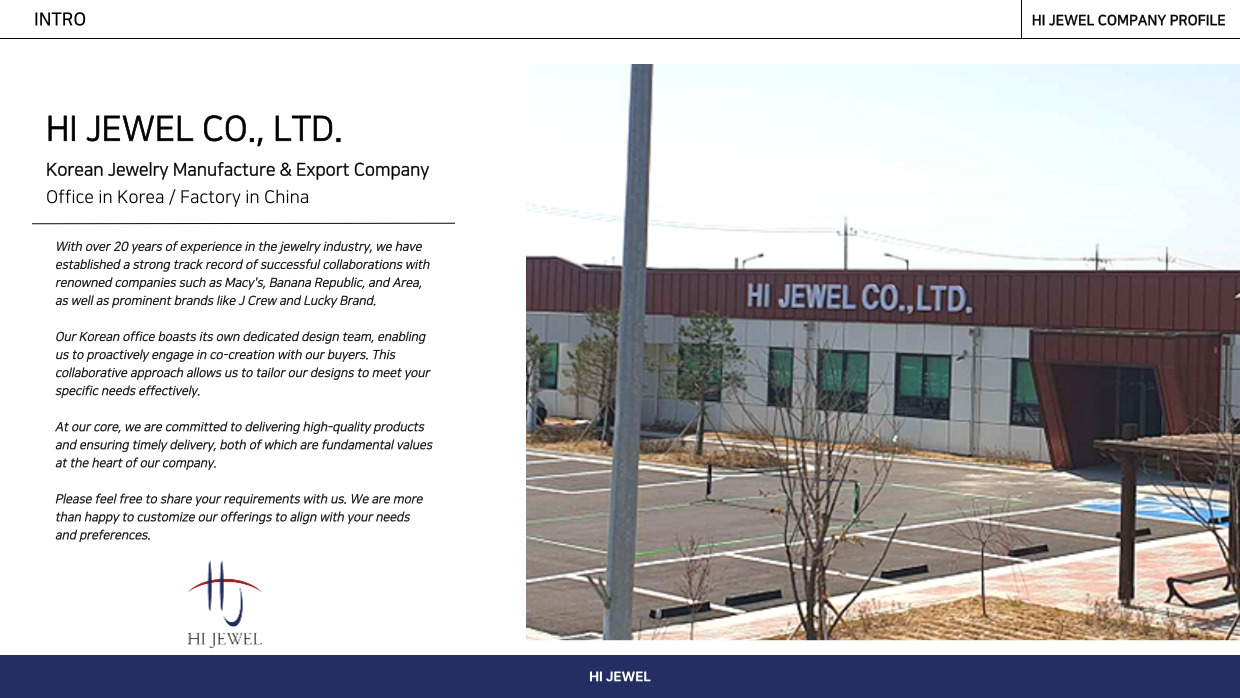 INTRO
HI JEWEL COMPANY PROFILE
HI JEWEL CO., LTD.
Korean Jewelry Manufacture & Export Company
Office in Korea / Factory in China
With over 20 years of experience in the jewelry industry, we have
established a strong track record of successful collaborations with
renowned companies such as Macy's, Banana Republic, and Area,
as well as prominent brands like J Crew and Lucky Brand.
Our Korean office boasts its own dedicated design team, enabling
us to proactively engage in co-creation with our buyers. This
collaborative approach allows us to tailor our designs to meet your
specific needs effectively.
At our core, we are committed to delivering high-quality products
and ensuring timely delivery, both of which are fundamental values
at the heart of our company.
Please feel free to share your requirements with us. We are more
than happy to customize our offerings to align with your needs
and preferences.
HJ
HI JEWEL
HI JEWEL CO.,LTD.
HI JEWEL